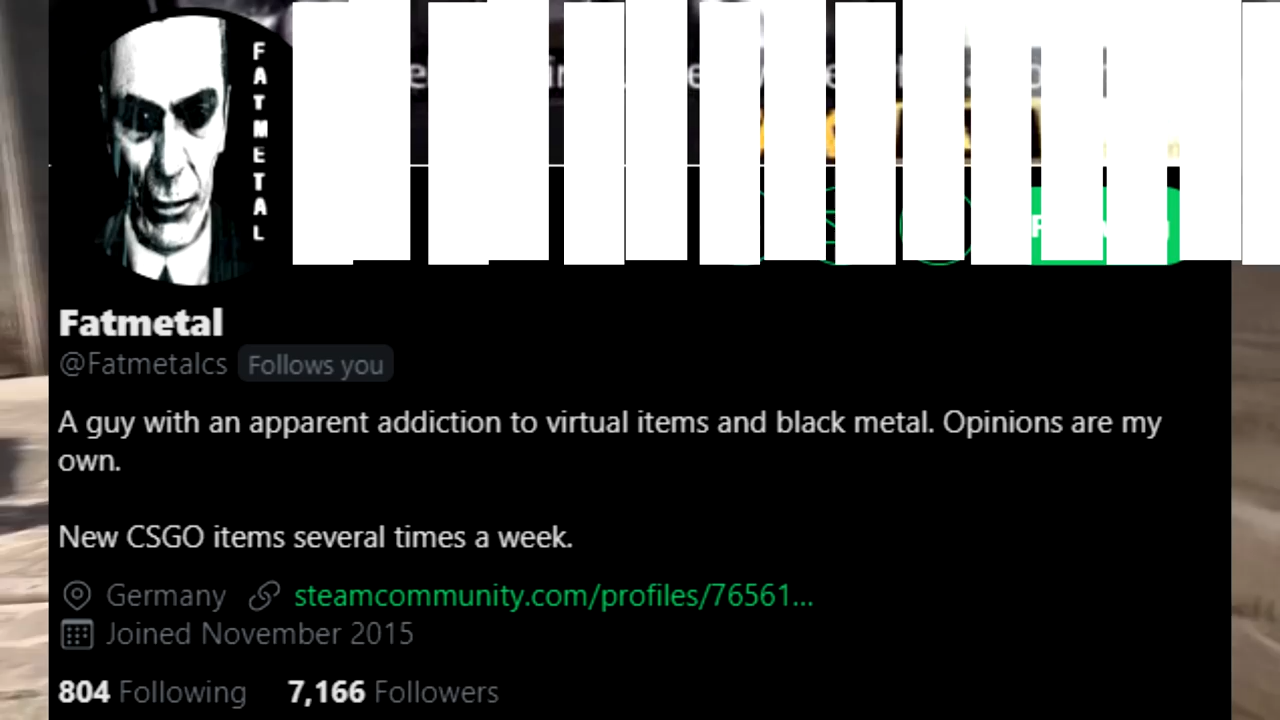 FATMETAL
Fatmetal
@Fatmetalcs Follows you
A guy with an apparent addiction to virtual items and black metal. Opinions are my
own.
New CSGO items several times a week.
Germany steamcommunity.com/profiles/76561...
Joined November 2015
804 Following 7,166 Followers